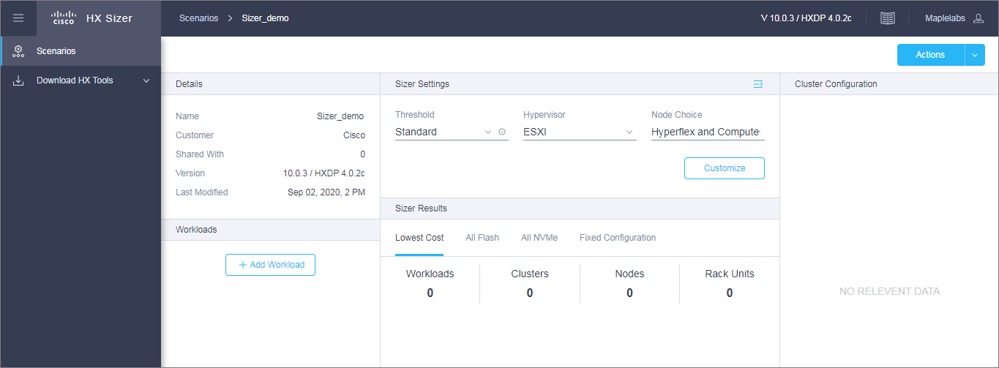 CISCO HX Sizer
Scenarios > Sizer_demo
V 10.0.3 / HXDP 4.0.2c
Maplelabs
Scenarios
Download HX Tools
Actions
Details
Name Sizer_demo
Customer Cisco
Shared With 0
Version 10.0.3 / HXDP 4.0.2c
Last Modified Sep 02, 2020, 2 PM
Workloads
+ Add Workload
Sizer Settings
Threshold Hypervisor Node Choice
Standard ESXI Hyperflex and Compute
Customize
Sizer Results
Lowest Cost All Flash All NVMe Fixed Configuration
Workloads Clusters Nodes Rack Units
0 0 0 0
Cluster Configuration
NO RELEVENT DATA